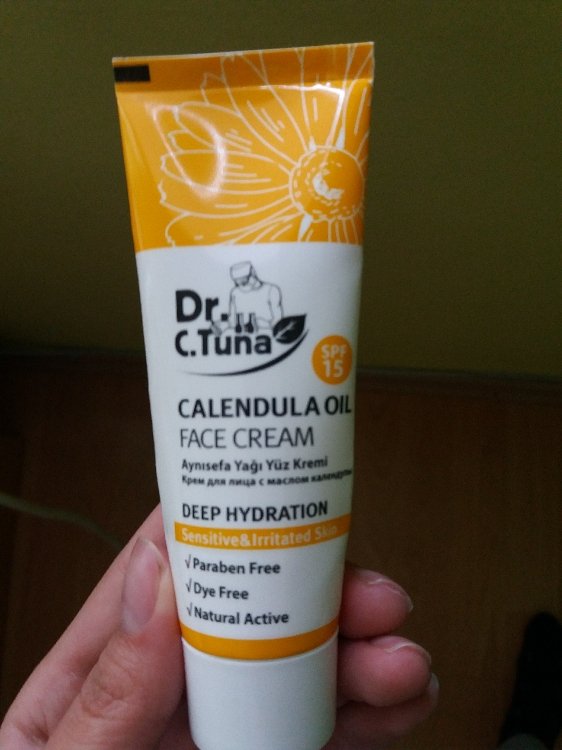 Dr.
C.Tuna
SPF
15
CALENDULA OIL
FACE CREAM
Aynısefa Yağı Yüz Kremi
Крем для лица с маслом календулы
DEEP HYDRATION
Sensitive&Irritated Skin
√Paraben Free
√Dye Free
√Natural Active